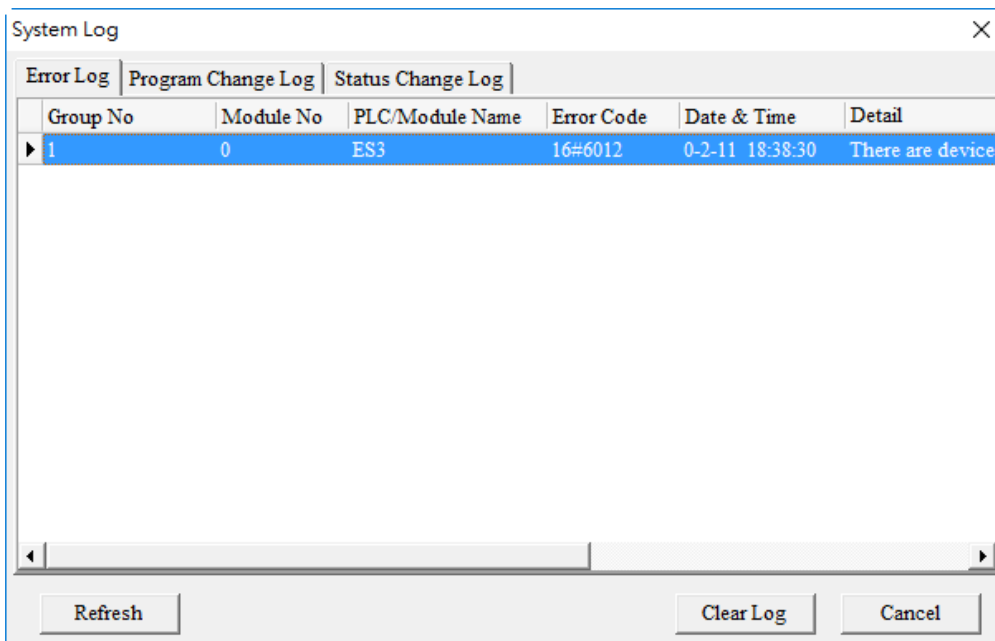 System Log
Error Log Program Change Log Status Change Log
Group No Module No PLC/Module Name Error Code Date & Time Detail
1 0 ES3 16#6012 0-2-11 18:38:30 There are device
Refresh Clear Log Cancel